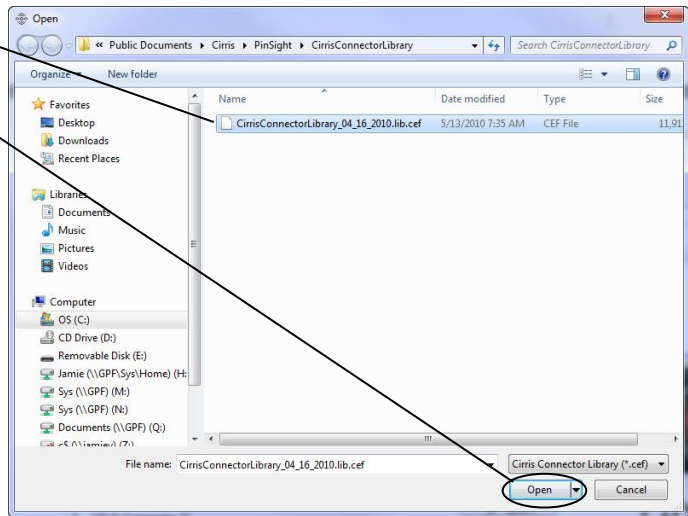 Open
« Public Documents ▸ Cirris ▸ PinSight ▸ CirrisConnectorLibrary
Search CirrisConnectorLibrary
Organize New folder
Name Date modified Type Size
CirrisConnectorLibrary_04_16_2010.lib.cef 5/13/2010 7:35 AM CEF File 11,91
Favorites
Desktop
Downloads
Recent Places
Libraries
Documents
Music
Pictures
Videos
Computer
OS (C:)
CD Drive (D:)
Removable Disk (E:)
Jamie (\\GPF\Sys\Home) (H:
Sys (\\GPF) (M:)
Sys (\\GPF) (N:)
Documents (\\GPF) (Q:)
File name: CirrisConnectorLibrary_04_16_2010.lib.cef
Cirris Connector Library (*.cef)
Open Cancel